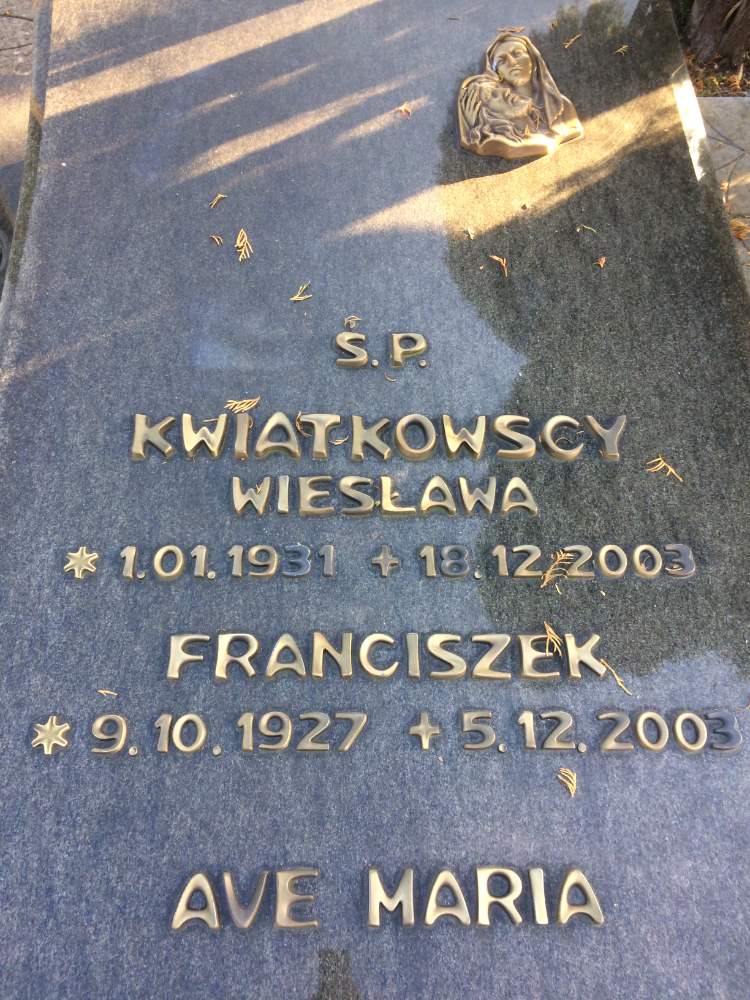 Ś.P.
KWIATKOWSCY
WIESŁAWA
* 1.01.1931 + 18.12.2003
FRANCISZEK
* 9.10.1927 + 5.12.2003
AVE MARIA